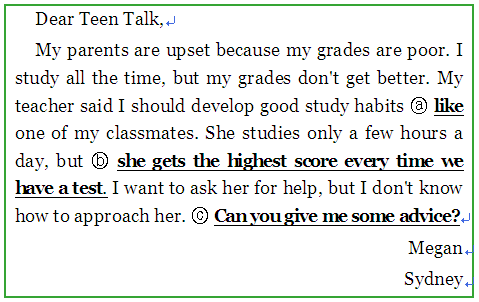 Dear Teen Talk,
My parents are upset because my grades are poor. I
study all the time, but my grades don't get better. My
teacher said I should develop good study habits ⓐ like
one of my classmates. She studies only a few hours a
day, but ⓑ she gets the highest score every time we
have a test. I want to ask her for help, but I don't know
how to approach her. ⓒ Can you give me some advice?
Megan
Sydney